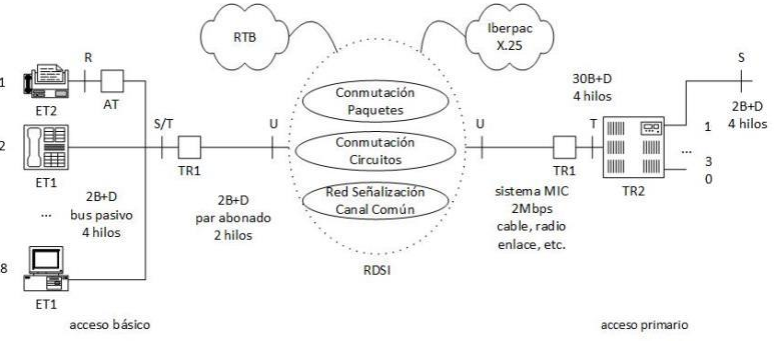 RTB
Iberpac
X.25
1
R
ET2
AT
2
ET1
...
8
ET1
2B+D
bus pasivo
4 hilos
S/T
TR1
2B+D
par abonado
2 hilos
U
Conmutación
Paquetes
Conmutación
Circuitos
Red Señalización
Canal Común
RDSI
U
sistema MIC
2Mbps
cable, radio
enlace, etc.
TR1
T
30B+D
4 hilos
TR2
1
...
3
0
S
2B+D
4 hilos
acceso básico
acceso primario